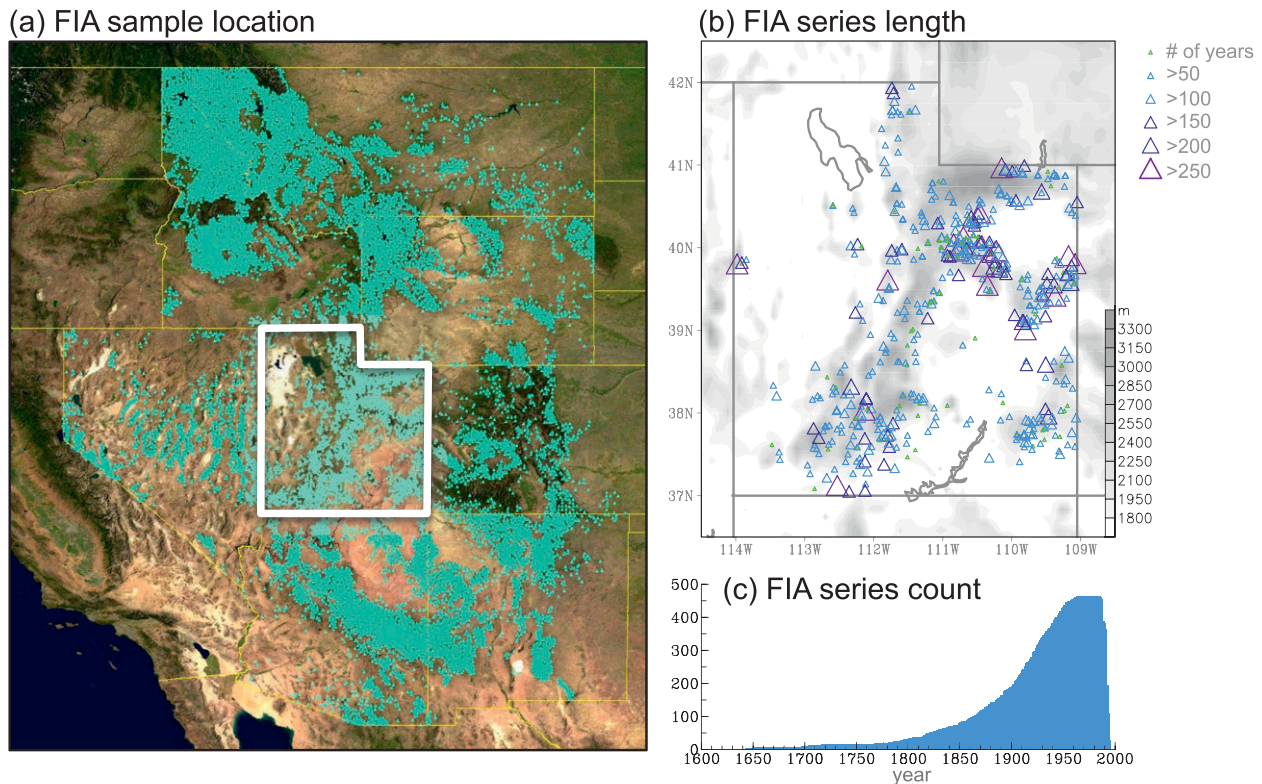 (a) FIA sample location
(b) FIA series length
# of years
>50
>100
>150
>200
>250
42N
41N
40N
39N
38N
37N
m
3300
3150
3000
2850
2700
2550
2400
2250
2100
1950
1800
114W 113W 112W 111W 110W 109W
(c) FIA series count
500
400
300
200
100
0
1600 1650 1700 1750 1800 1850 1900 1950 2000
year